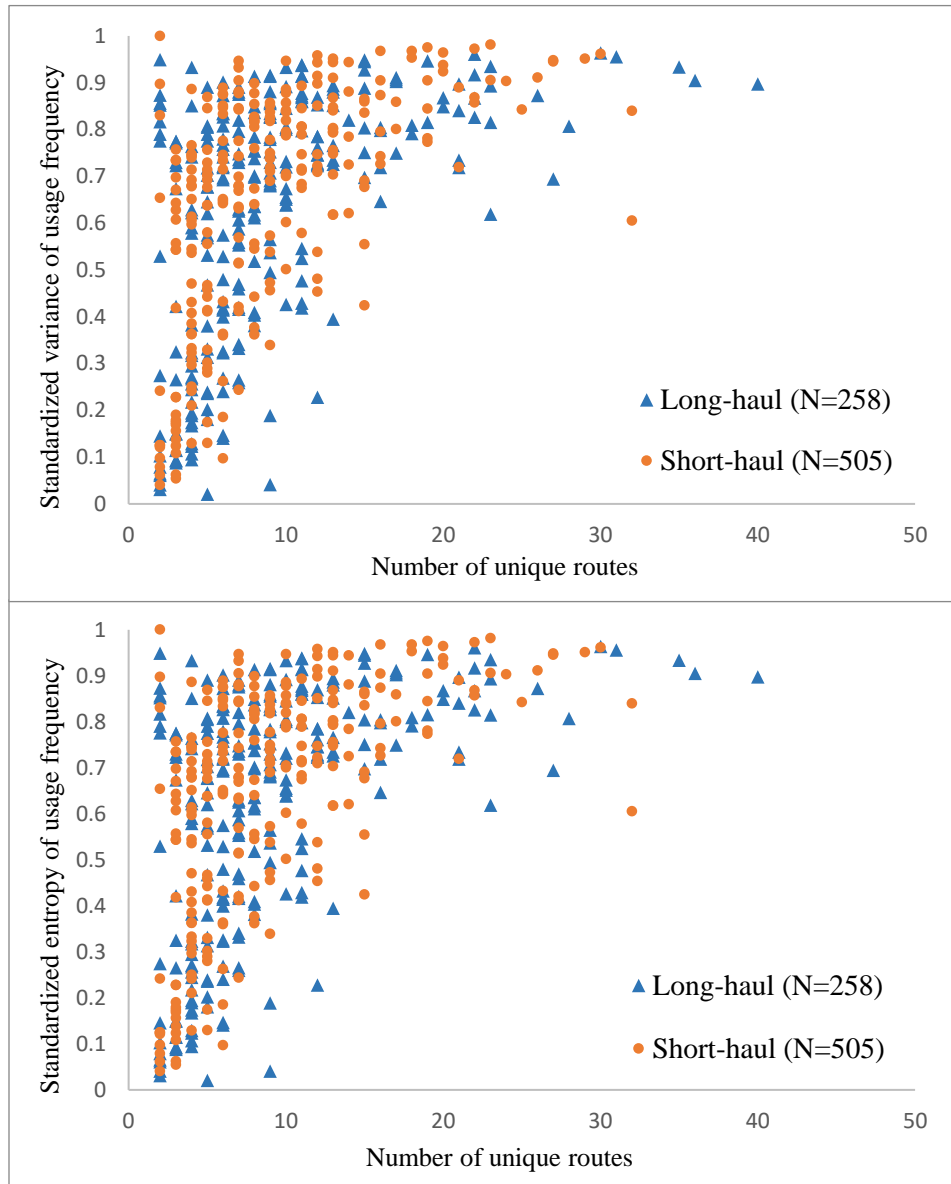 Standardized variance of usage frequency
1
0.9
0.8
0.7
0.6
0.5
0.4
0.3
0.2
0.1
0
Long-haul (N=258)
Short-haul (N=505)
0 10 20 30 40 50
Number of unique routes
Standardized entropy of usage frequency
1
0.9
0.8
0.7
0.6
0.5
0.4
0.3
0.2
0.1
0
Long-haul (N=258)
Short-haul (N=505)
0 10 20 30 40 50
Number of unique routes